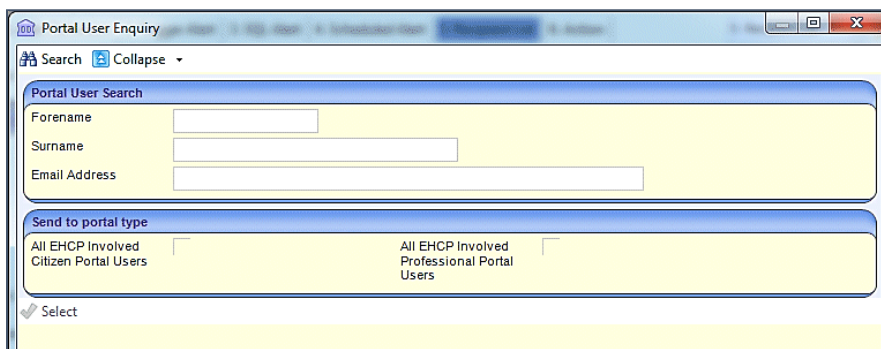 Portal User Enquiry
Search Collapse
Portal User Search
Forename
Surname
Email Address
Send to portal type
All EHCP Involved
Citizen Portal Users
All EHCP Involved
Professional Portal
Users
Select